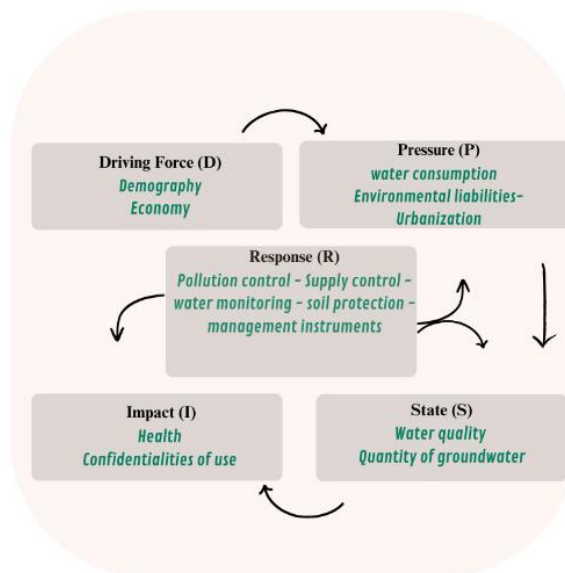 Driving Force (D)
Demography
Economy
Pressure (P)
water consumption
Environmental liabilities-
Urbanization
Response (R)
Pollution control - Supply control -
water monitoring - soil protection -
management instruments
Impact (I)
Health
Confidentialities of use
State (S)
Water quality
Quantity of groundwater